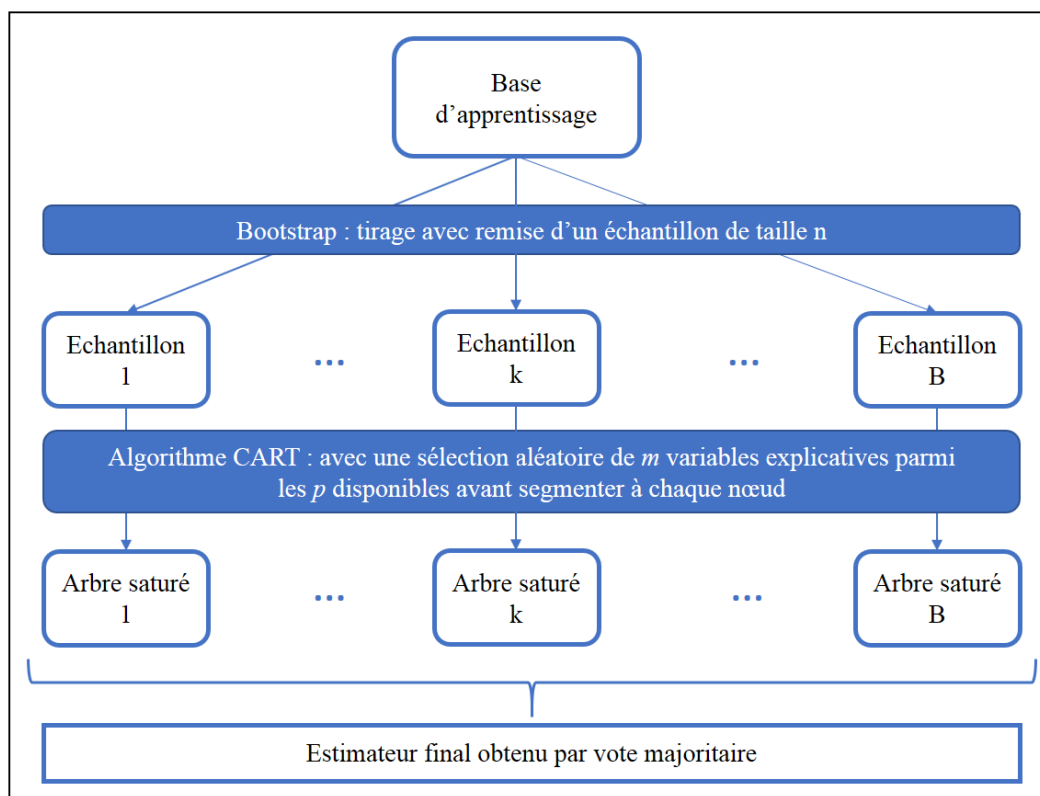 Base
d’apprentissage
Bootstrap : tirage avec remise d’un échantillon de taille n
Echantillon
1
...
Echantillon
k
...
Echantillon
B
Algorithme CART : avec une sélection aléatoire de m variables explicatives parmi
les p disponibles avant segmenter à chaque nœud
Arbre saturé
1
...
Arbre saturé
k
...
Arbre saturé
B
Estimateur final obtenu par vote majoritaire